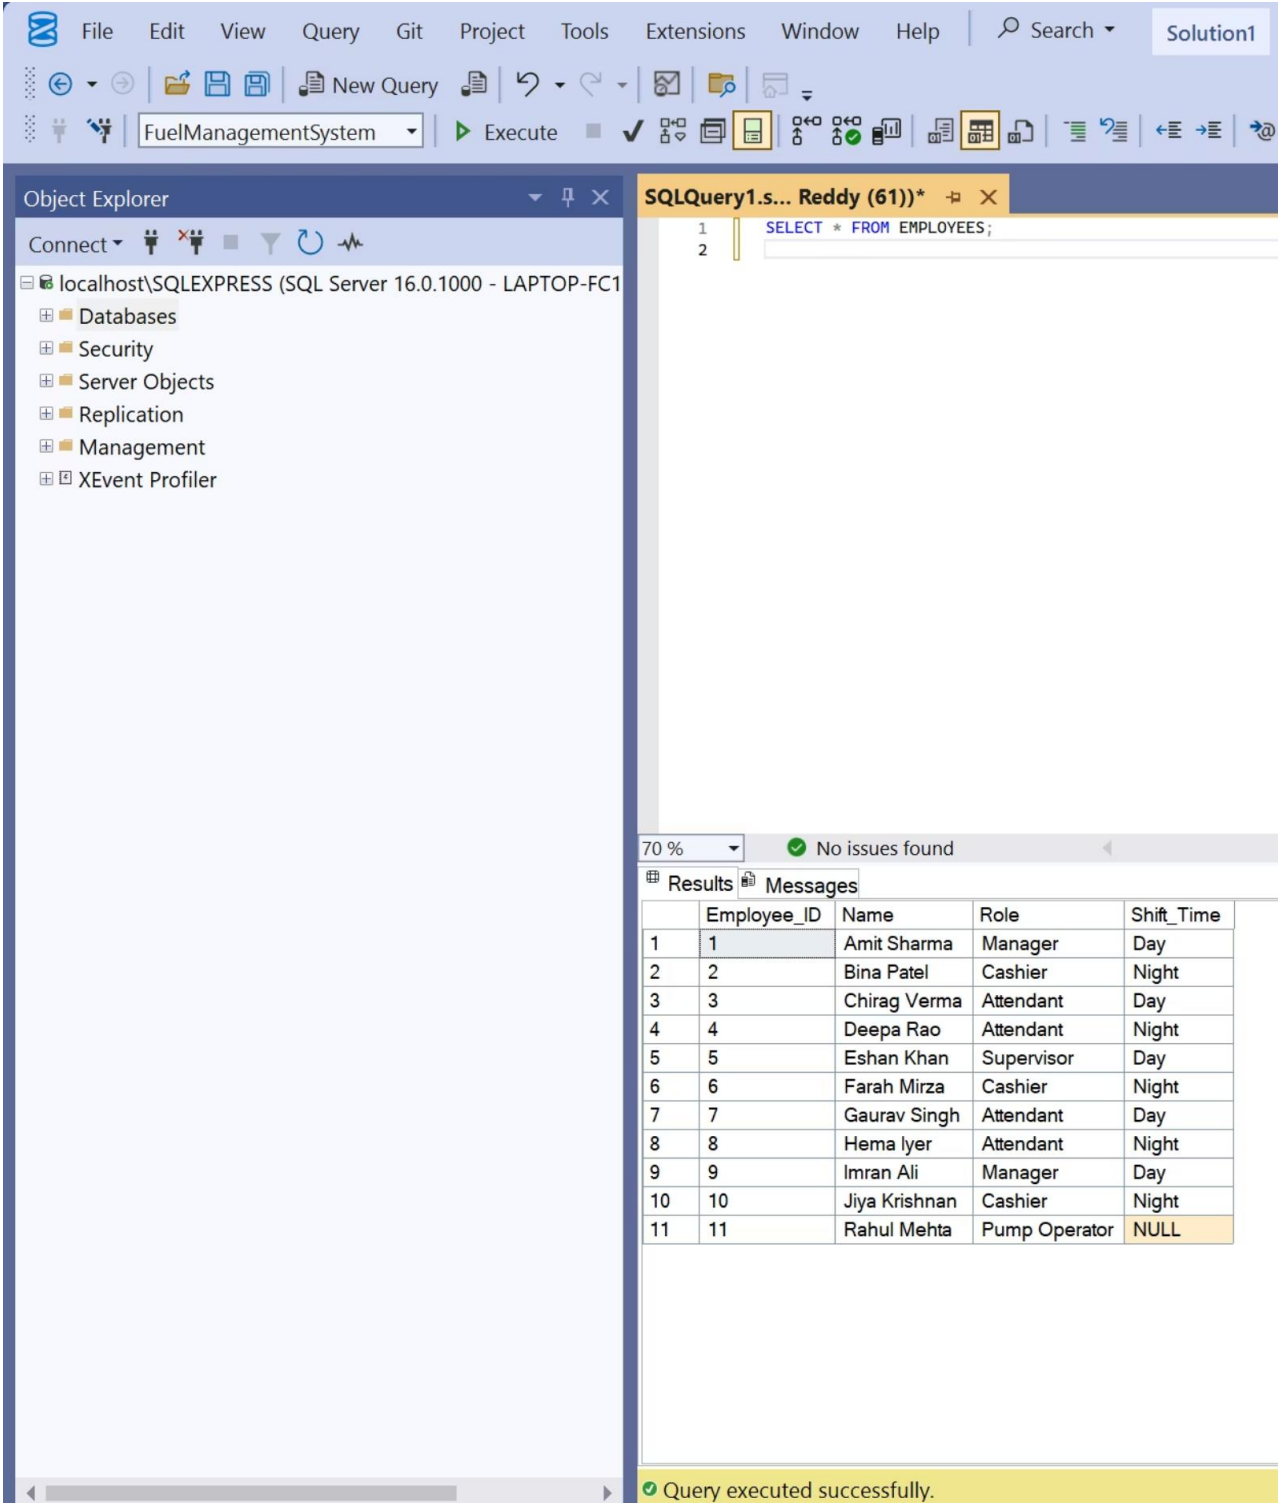 File Edit View Query Git Project Tools Extensions Window Help Search Solution1
New Query
FuelManagementSystem Execute
Object Explorer
Connect
localhost\SQLEXPRESS (SQL Server 16.0.1000 - LAPTOP-FC1
Databases
Security
Server Objects
Replication
Management
XEvent Profiler
SQLQuery1.s... Reddy (61))*
1 SELECT * FROM EMPLOYEES;
2
70 % No issues found
Results Messages
Employee_ID Name Role Shift_Time
1 1 Amit Sharma Manager Day
2 2 Bina Patel Cashier Night
3 3 Chirag Verma Attendant Day
4 4 Deepa Rao Attendant Night
5 5 Eshan Khan Supervisor Day
6 6 Farah Mirza Cashier Night
7 7 Gaurav Singh Attendant Day
8 8 Hema Iyer Attendant Night
9 9 Imran Ali Manager Day
10 10 Jiya Krishnan Cashier Night
11 11 Rahul Mehta Pump Operator NULL
Query executed successfully.